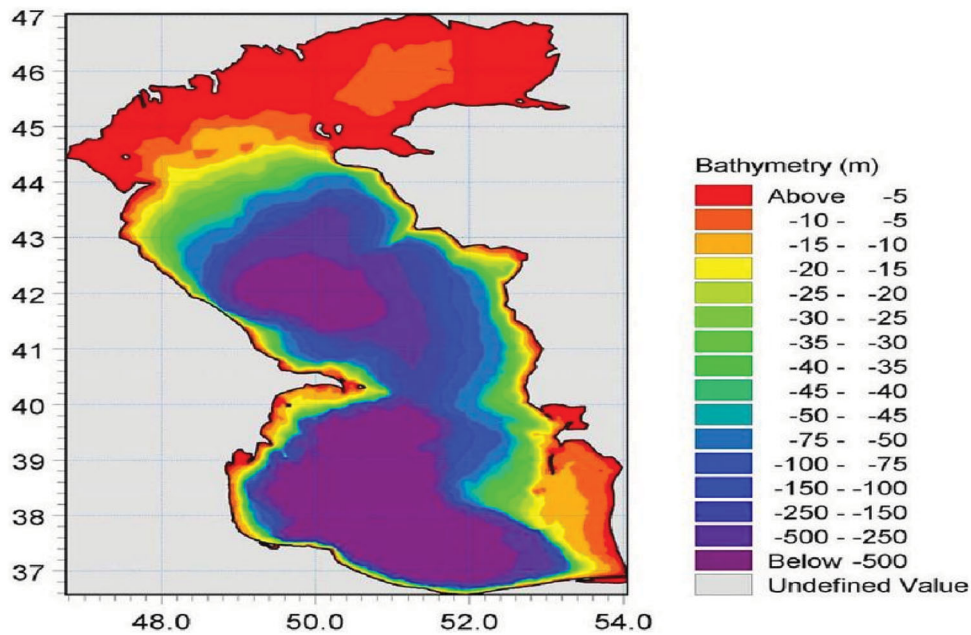 47
46
45
44
43
42
41
40
39
38
37
48.0 50.0 52.0 54.0
Bathymetry (m)
Above -5
-10 - -5
-15 - -10
-20 - -15
-25 - -20
-30 - -25
-35 - -30
-40 - -35
-45 - -40
-50 - -45
-75 - -50
-100 - -75
-150 - -100
-250 - -150
-500 - -250
Below -500
Undefined Value